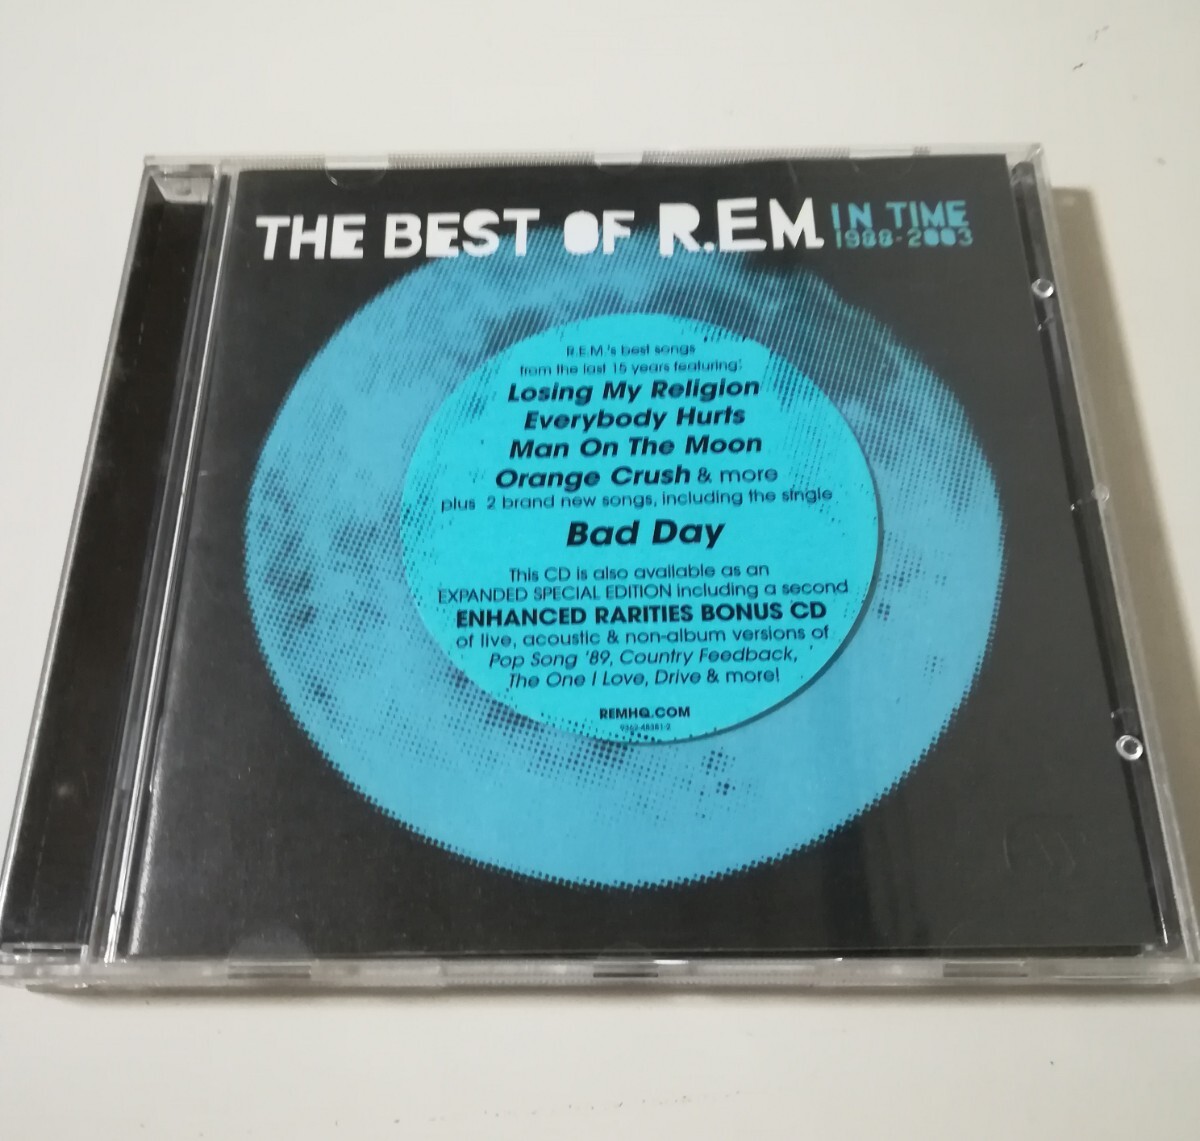 THE BEST OF R.E.M.
IN TIME
1988-2003
R.E.M.'s best songs
from the last 15 years featuring:
Losing My Religion
Everybody Hurts
Man On The Moon
Orange Crush & more
plus 2 brand new songs, including the single
Bad Day
This CD is also available as an
EXPANDED SPECIAL EDITION including a second
ENHANCED RARITIES BONUS CD
of live, acoustic & non-album versions of
Pop Song '89, Country Feedback,
The One I Love, Drive & more!
REMHQ.COM
9362-48381-2